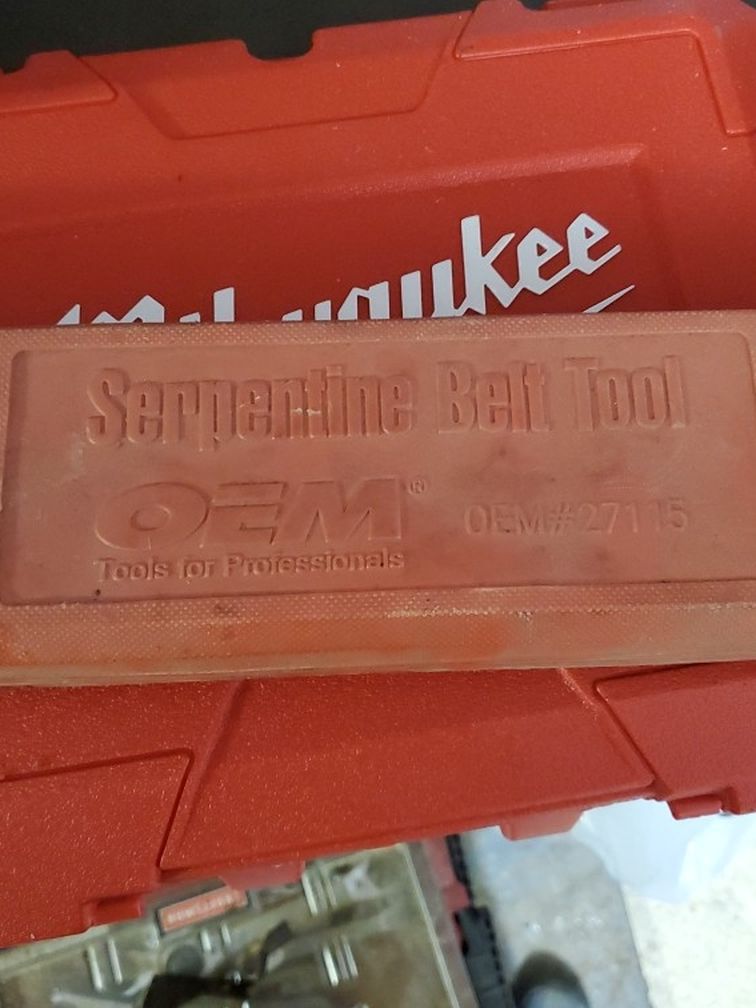 Milwaukee
Serpentine Belt Tool
OEM®
OEM#27115
Tools for Professionals